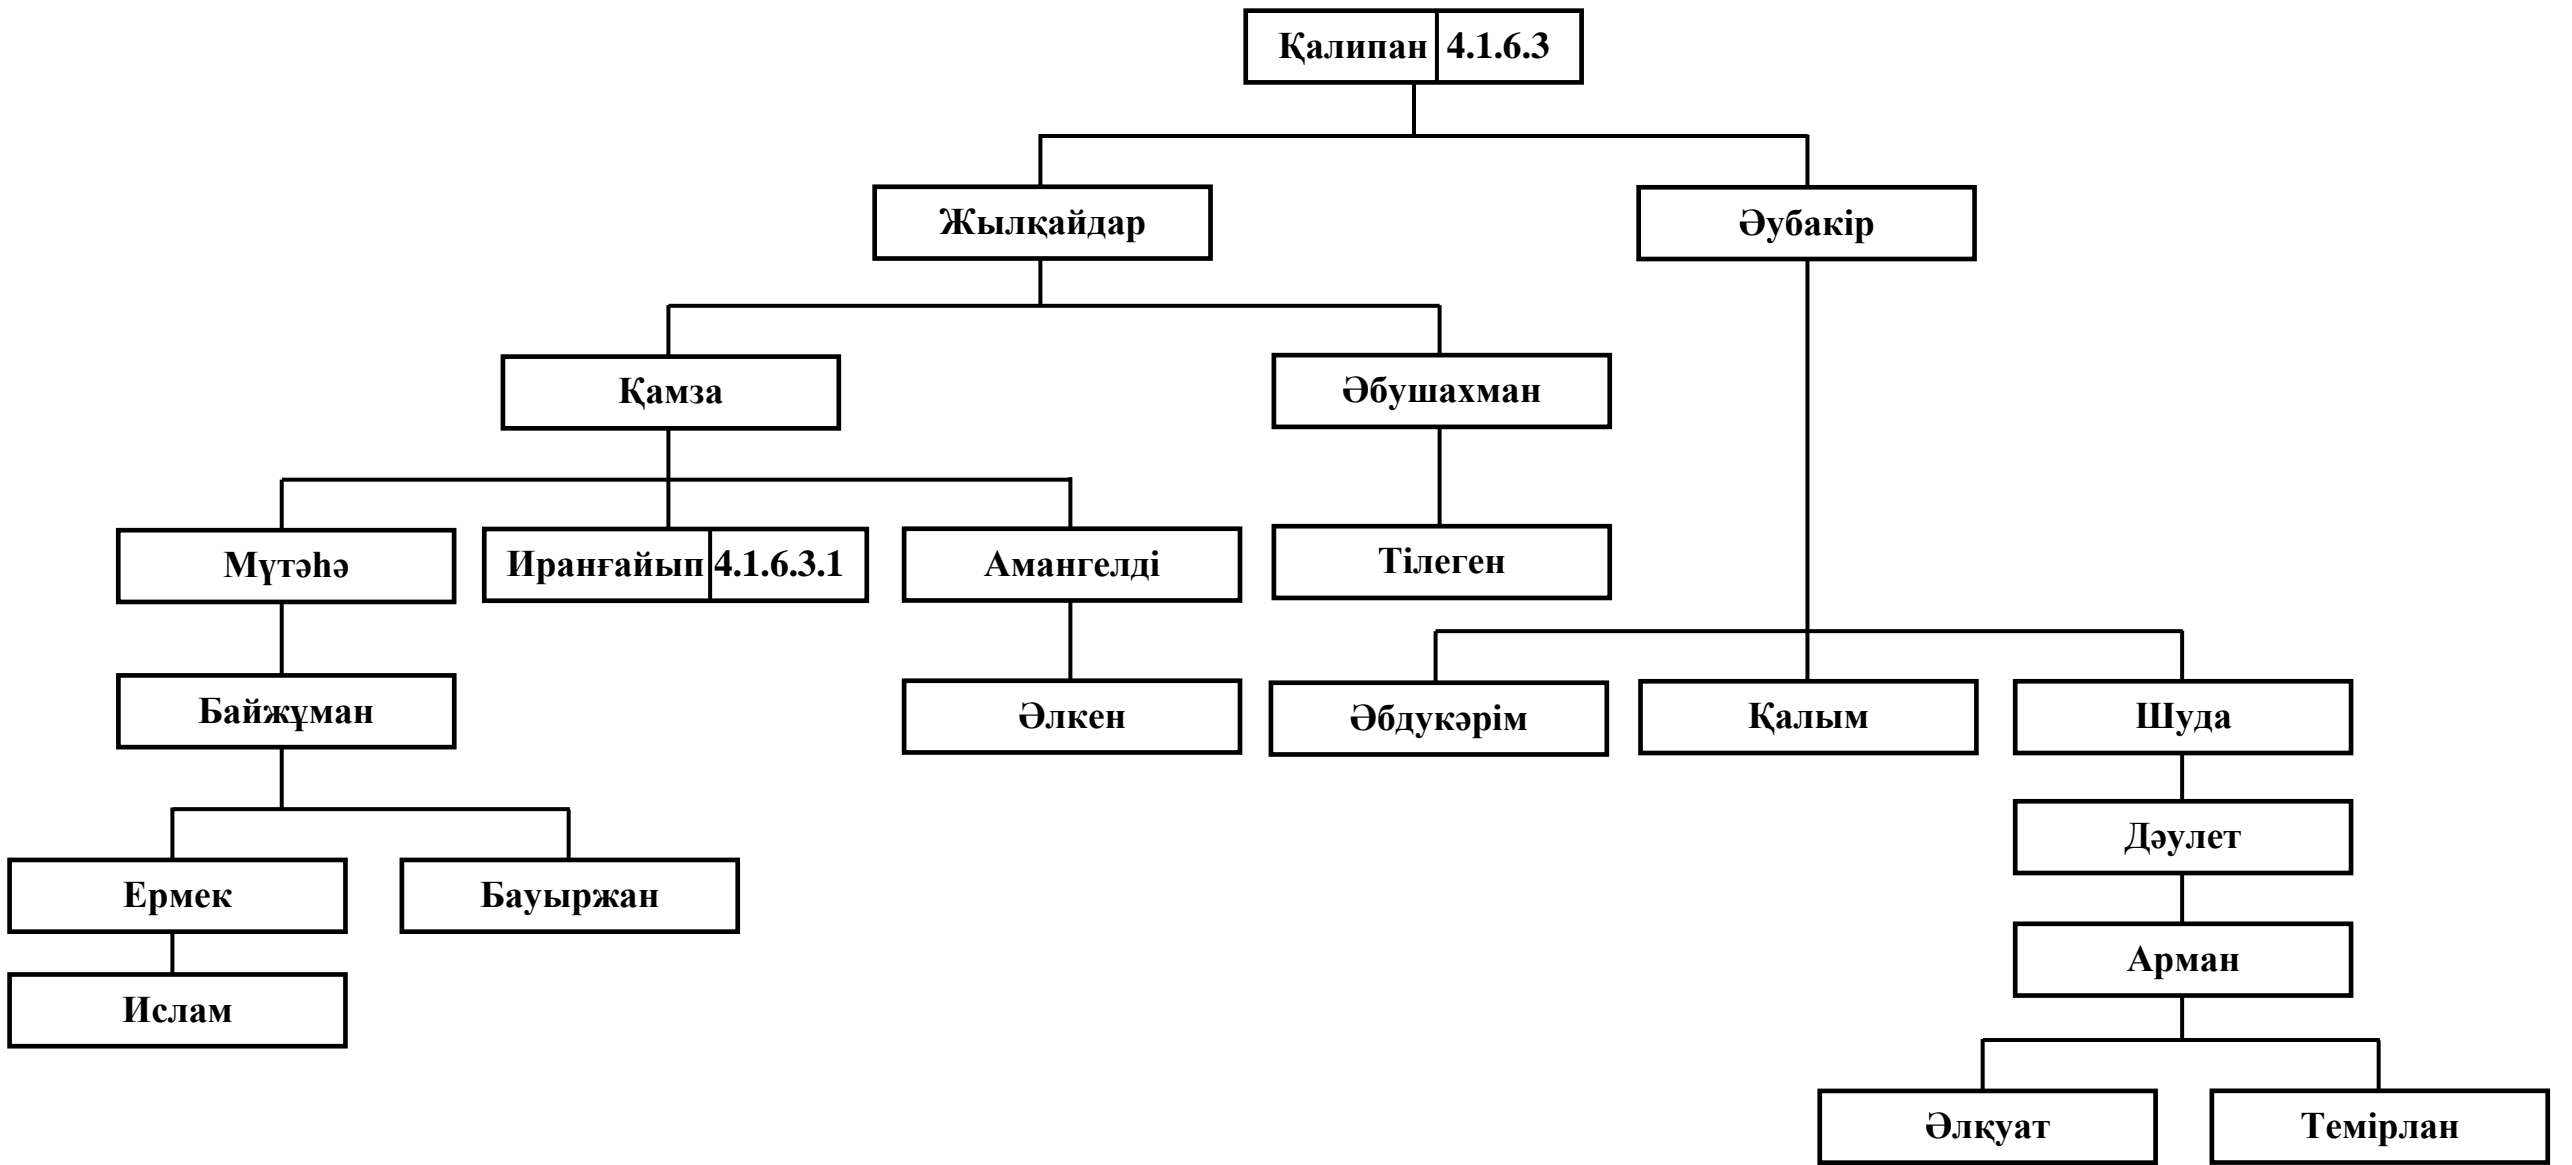 Қалипан 4.1.6.3
Жылқайдар
Әубакір
Қамза
Әбушахман
Мүтәһә
Иранғайып 4.1.6.3.1
Амангелді
Тілеген
Байжұман
Әлкен
Әбдукәрім
Қалым
Шуда
Дәулет
Ермек
Бауыржан
Арман
Ислам
Әлқуат
Темірлан